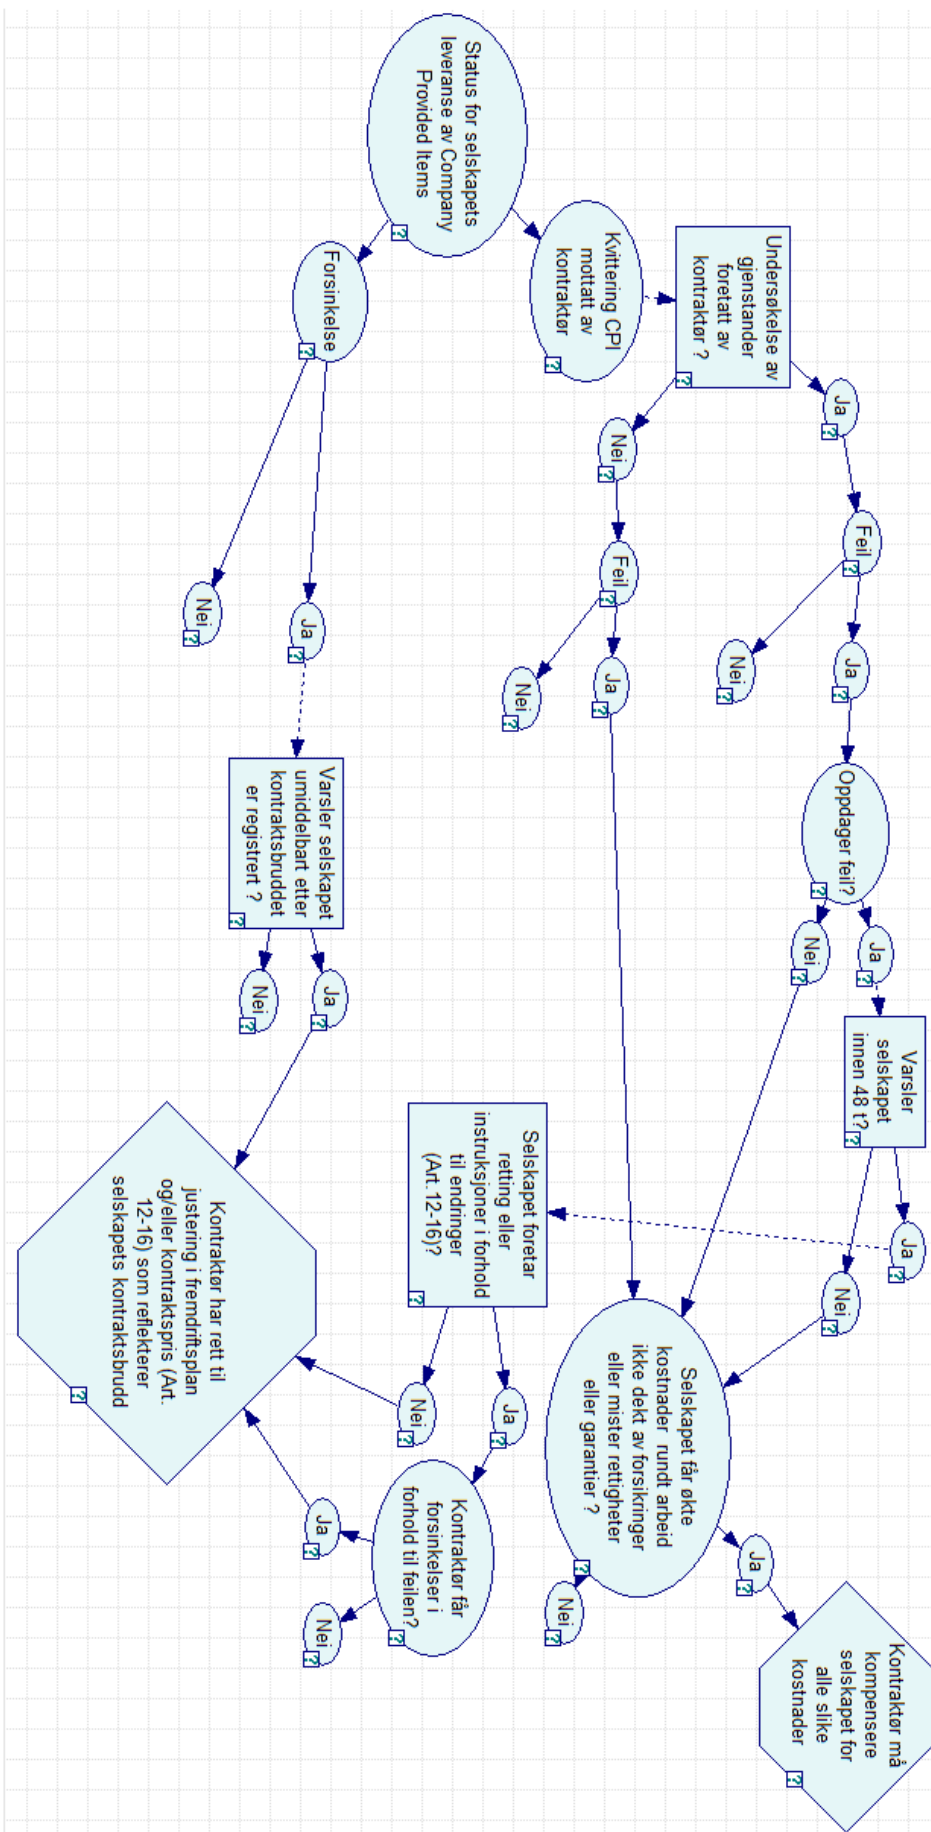 Status for selskapets
leveranse av Company
Provided Items
?
Kvittering CPI
mottatt av
kontraktør
?
Undersøkelse av
gjenstander
foretatt av
kontraktør ?
?
Ja
?
Feil
?
Ja
?
Nei
?
Oppdager feil?
?
Ja
?
Nei
?
Varsler
selskapet
innen 48 t?
?
Ja
?
Nei
?
Nei
?
Feil
?
Ja
?
Nei
?
Selskapet får økte
kostnader rundt arbeid
ikke dekt av forsikringer
eller mister rettigheter
eller garantier ?
?
Ja
?
Nei
?
Kontraktør må
kompensere
selskapet for
alle slike
kostnader
?
Selskapet foretar
retting eller
instruksjoner i forhold
til endringer
(Art.12-16)?
?
Ja
?
Nei
?
Kontraktør får
forsinkelser i
forhold til feilen?
?
Ja
?
Nei
?
Forsinkelse
?
Ja
?
Nei
?
Varsler selskapet
umiddelbart etter
kontraktsbruddet
er registrert ?
?
Ja
?
Nei
?
Kontraktør har rett til
justering i fremdriftsplan
og/eller kontraktspris (Art.
12-16) som reflekterer
selskapets kontraktsbrudd
?